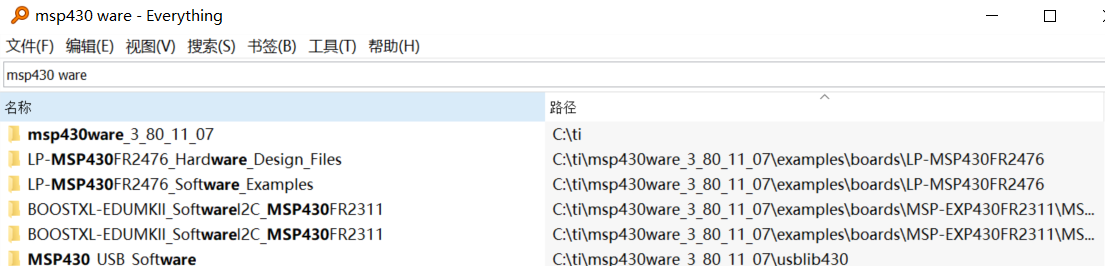 msp430 ware - Everything
文件(F) 编辑(E) 视图(V) 搜索(S) 书签(B) 工具(T) 帮助(H)
msp430 ware
名称 路径
msp430ware_3_80_11_07 C:\ti
LP-MSP430FR2476_Hardware_Design_Files C:\ti\msp430ware_3_80_11_07\examples\boards\LP-MSP430FR2476
LP-MSP430FR2476_Software_Examples C:\ti\msp430ware_3_80_11_07\examples\boards\LP-MSP430FR2476
BOOSTXL-EDUMKII_SoftwareI2C_MSP430FR2311 C:\ti\msp430ware_3_80_11_07\examples\boards\MSP-EXP430FR2311\MS...
BOOSTXL-EDUMKII_SoftwareI2C_MSP430FR2311 C:\ti\msp430ware_3_80_11_07\examples\boards\MSP-EXP430FR2311\MS...
MSP430_USB_Software C:\ti\msp430ware_3_80_11_07\usblib430